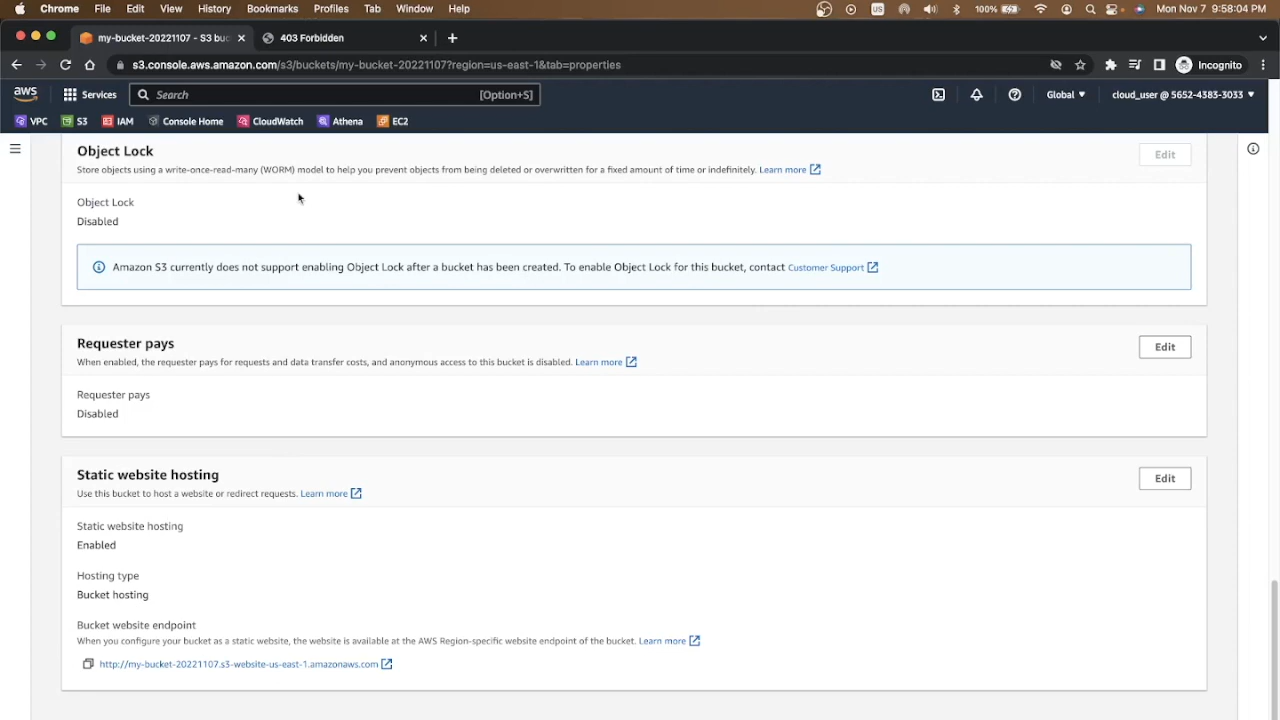 Chrome File Edit View History Bookmarks Profiles Tab Window Help US 100% Mon Nov 7 9:58:04 PM
my-bucket-20221107 - S3 buc 403 Forbidden
s3.console.aws.amazon.com/s3/buckets/my-bucket-20221107?region=us-east-1&tab=properties Incognito
aws Services Search [Option+S] Global cloud_user @ 5652-4383-3033
VPC S3 IAM Console Home CloudWatch Athena EC2
Object Lock Edit
Store objects using a write-once-read-many (WORM) model to help you prevent objects from being deleted or overwritten for a fixed amount of time or indefinitely. Learn more
Object Lock
Disabled
Amazon S3 currently does not support enabling Object Lock after a bucket has been created. To enable Object Lock for this bucket, contact Customer Support
Requester pays Edit
When enabled, the requester pays for requests and data transfer costs, and anonymous access to this bucket is disabled. Learn more
Requester pays
Disabled
Static website hosting Edit
Use this bucket to host a website or redirect requests. Learn more
Static website hosting
Enabled
Hosting type
Bucket hosting
Bucket website endpoint
When you configure your bucket as a static website, the website is available at the AWS Region-specific website endpoint of the bucket. Learn more
http://my-bucket-20221107.s3-website-us-east-1.amazonaws.com